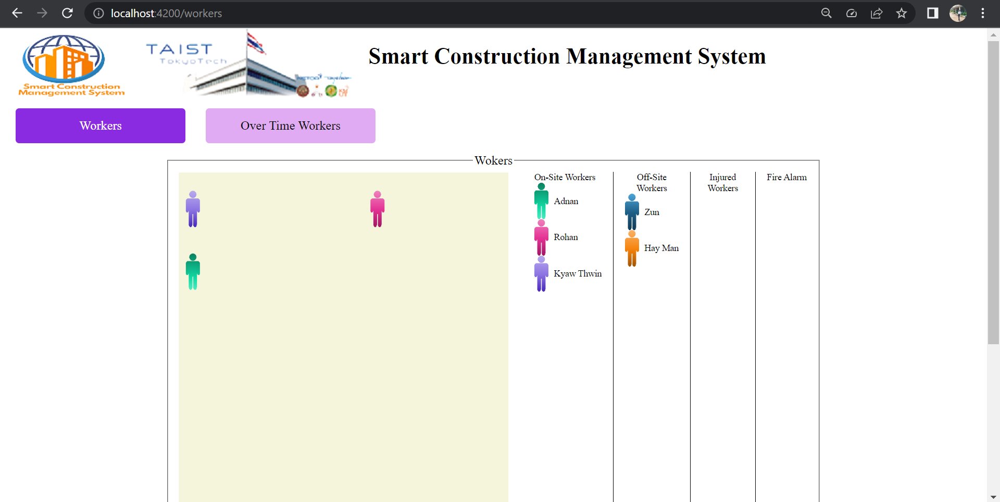 localhost:4200/workers
TAIST
TokyoTech
Smart Construction Management System
Smart Construction
Management System
Workers
Over Time Workers
Wokers
On-Site Workers
Off-Site
Workers
Injured
Workers
Fire Alarm
Adnan
Zun
Rohan
Hay Man
Kyaw Thwin